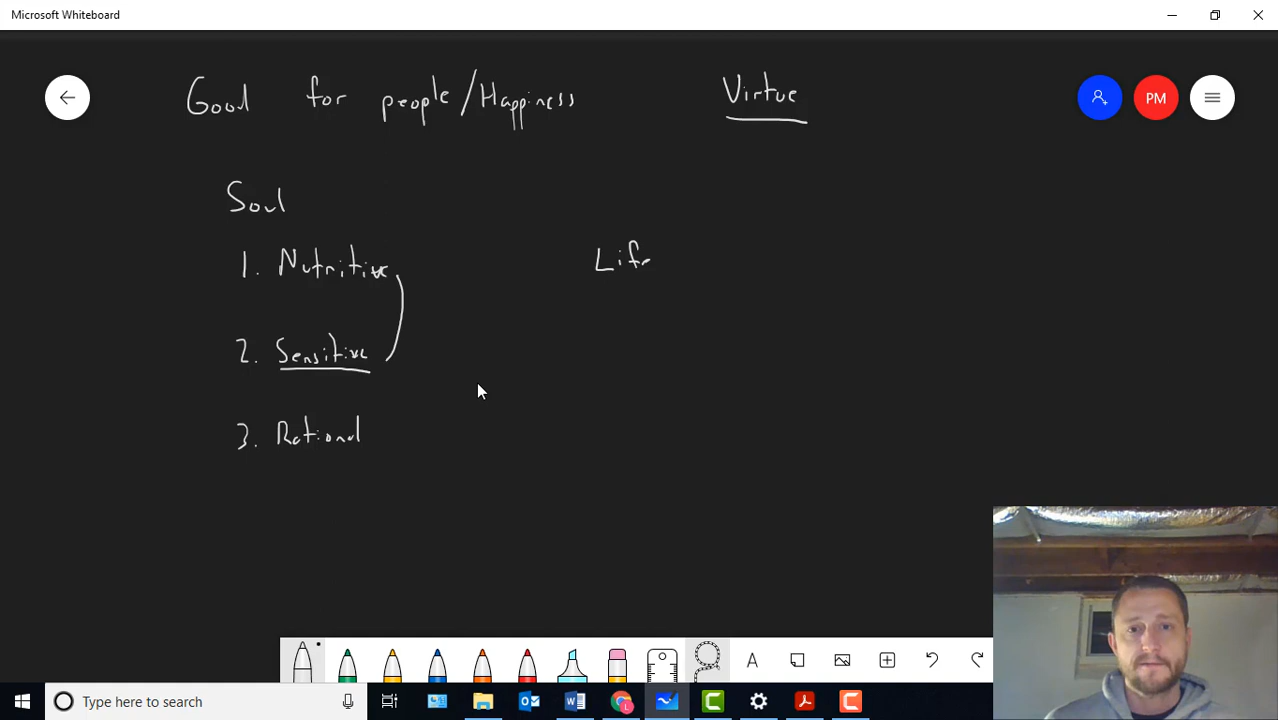 Microsoft Whiteboard
Good for people/Happiness Virtue
PM
Soul
1. Nutritive Life
2. Sensitive
3. Rational
A
Type here to search